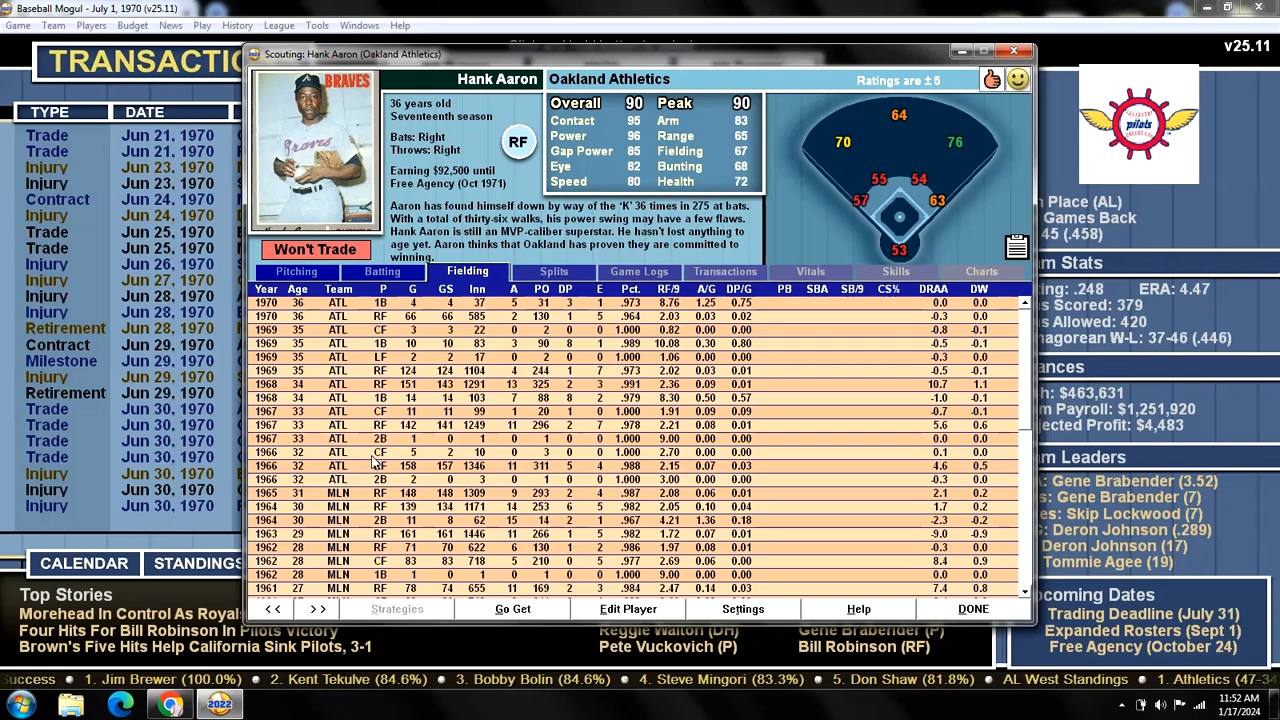 Baseball Mogul - July 1, 1970 (v25.11)
Game Team Players Budget News Play History League Tools Windows Help
v25.11
TRANSAC
TYPE DATE
Trade Jun 21, 1970
Trade Jun 21, 1970
Injury Jun 23, 1970
Injury Jun 23, 1970
Contract Jun 24, 1970
Injury Jun 24, 1970
Trade Jun 25, 1970
Injury Jun 25, 1970
Trade Jun 26, 1970
Injury Jun 28, 1970
Retirement Jun 28, 1970
Contract Jun 29, 1970
Milestone Jun 29, 1970
Injury Jun 29, 1970
Retirement Jun 29, 1970
Trade Jun 30, 1970
Trade Jun 30, 1970
Trade Jun 30, 1970
Injury Jun 30, 1970
Trade Jun 30, 1970
Injury Jun 30, 1970
CALENDAR STANDINGS
Scouting: Hank Aaron (Oakland Athletics)
BRAVES
Hank Aaron Oakland Athletics Ratings are ± 5
36 years old
Seventeenth season
Bats: Right
Throws: Right
RF
Earning $92,500 until
Free Agency (Oct 1971)
Overall 90 Peak 90
Contact 95 Arm 83
Power 96 Range 65
Gap Power 85 Fielding 67
Eye 82 Bunting 68
Speed 80 Health 72
64
70 76
55 54
57 63
53
Aaron has found himself down by way of the 'K' 36 times in 275 at bats.
With a total of thirty-six walks, his power swing may have a few flaws.
Hank Aaron is still an MVP-caliber superstar. He hasn't lost anything to
age yet. Aaron thinks that Oakland has proven they are committed to
winning.
Won't Trade
Pitching Batting Fielding Splits Game Logs Transactions Vitals Skills Charts
Year Age Team P G GS Inn A PO DP E Pct. RF/9 A/G DP/G PB SBA SB/9 CS% DRAA DW
1970 36 ATL 1B 4 4 37 5 31 3 1 .973 8.76 1.25 0.75 0.0 0.0
1970 36 ATL RF 66 66 585 2 130 1 5 .964 2.03 0.03 0.02 -0.3 0.0
1969 35 ATL CF 3 3 22 0 2 0 0 1.000 0.82 0.00 0.00 -0.8 -0.1
1969 35 ATL 1B 10 10 83 3 90 8 1 .989 10.08 0.30 0.80 -0.5 -0.1
1969 35 ATL LF 2 2 17 0 2 0 0 1.000 1.06 0.00 0.00 -0.3 0.0
1969 35 ATL RF 124 124 1104 4 244 1 7 .973 2.02 0.03 0.01 -0.5 -0.1
1968 34 ATL RF 151 143 1291 13 325 2 3 .991 2.36 0.09 0.01 10.7 1.1
1968 34 ATL 1B 14 14 103 7 88 8 2 .979 8.30 0.50 0.57 -1.0 -0.1
1967 33 ATL CF 11 11 99 1 20 1 0 1.000 1.91 0.09 0.09 -0.7 -0.1
1967 33 ATL RF 142 141 1249 11 296 2 7 .978 2.21 0.08 0.01 5.6 0.6
1967 33 ATL 2B 1 0 1 0 1 0 0 1.000 9.00 0.00 0.00 0.0 0.0
1966 32 ATL CF 5 2 10 0 3 0 0 1.000 2.70 0.00 0.00 0.1 0.0
1966 32 ATL RF 158 157 1346 11 311 5 4 .988 2.15 0.07 0.03 4.6 0.5
1966 32 ATL 2B 2 0 3 0 1 0 0 1.000 3.00 0.00 0.00 -0.3 0.0
1965 31 MLN RF 148 148 1309 9 293 2 4 .987 2.08 0.06 0.01 2.1 0.2
1964 30 MLN RF 139 134 1171 14 253 6 5 .982 2.05 0.10 0.04 1.7 0.2
1964 30 MLN 2B 11 8 62 15 14 2 1 .967 4.21 1.36 0.18 -2.3 -0.2
1963 29 MLN RF 161 161 1446 11 266 1 5 .982 1.72 0.07 0.01 -9.0 -0.9
1962 28 MLN RF 71 70 622 6 130 1 2 .986 1.97 0.08 0.01 -0.3 0.0
1962 28 MLN CF 83 83 718 5 210 0 5 .977 2.69 0.06 0.00 8.4 0.9
1962 28 MLN 1B 1 0 1 0 1 0 0 1.000 9.00 0.00 0.00 0.0 0.0
1961 27 MLN RF 78 74 655 11 169 2 3 .984 2.47 0.14 0.03 7.4 0.8
<< >> Strategies Go Get Edit Player Settings Help DONE
pilots
Place (AL)
Games Back
45 (.458)
am Stats
ting: .248 ERA: 4.47
s Scored: 379
s Allowed: 420
agorean W-L: 37-46 (.446)
ances
h: $463,631
m Payroll: $1,251,920
jected Profit: $4,483
am Leaders
A: Gene Brabender (3.52)
s: Gene Brabender (7)
es: Skip Lockwood (7)
G: Deron Johnson (.289)
Deron Johnson (17)
Tommie Agee (19)
pcoming Dates
Trading Deadline (July 31)
Expanded Rosters (Sept 1)
Free Agency (October 24)
Top Stories
Morehead In Control As Royal
Four Hits For Bill Robinson In Pilots Victory
Brown's Five Hits Help California Sink Pilots, 3-1
Reggie Walton (DH) Gene Brabender (P)
Pete Vuckovich (P) Bill Robinson (RF)
Success 1. Jim Brewer (100.0%) 2. Kent Tekulve (84.6%) 3. Bobby Bolin (84.6%) 4. Steve Mingori (83.3%) 5. Don Shaw (81.8%) AL West Standings 1. Athletics (47-34
2022
11:52 AM
1/17/2024